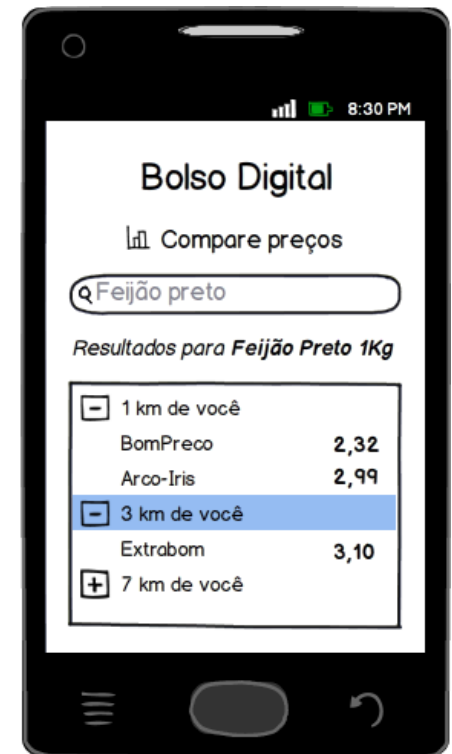 8:30 PM
Bolso Digital
Compare preços
Feijão preto
Resultados para Feijão Preto 1Kg
1 km de você
BomPreco 2,32
Arco-Iris 2,99
3 km de você
Extrabom 3,10
7 km de você